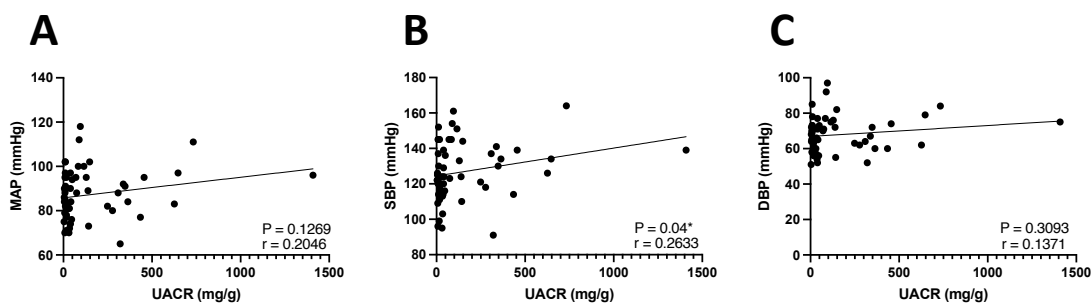 A
B
C
MAP (mmHg)
140
120
100
80
60
0
500
1000
1500
UACR (mg/g)
P = 0.1269
r = 0.2046
SBP (mmHg)
180
160
140
120
100
80
0
500
1000
1500
UACR (mg/g)
P = 0.04*
r = 0.2633
DBP (mmHg)
100
80
60
40
20
0
0
500
1000
1500
UACR (mg/g)
P = 0.3093
r = 0.1371